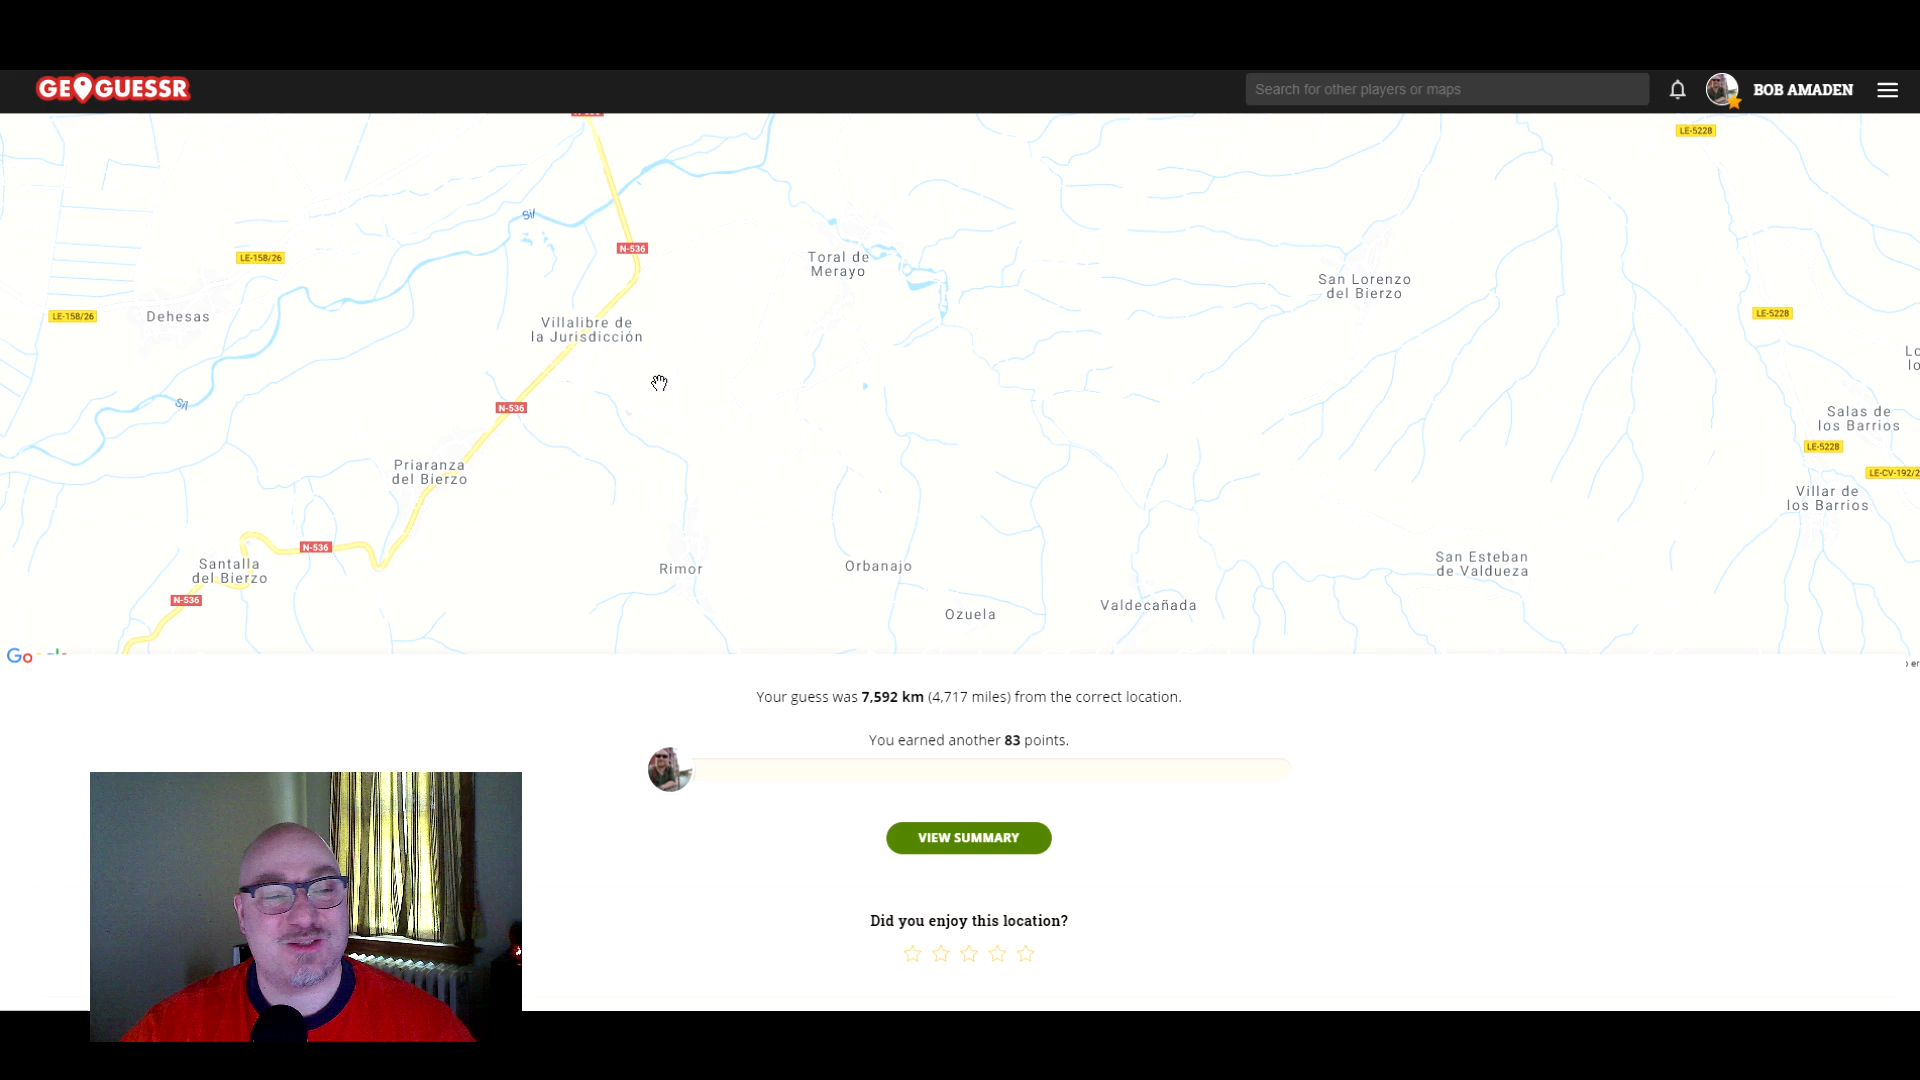 GEOGUESSR
Search for other players or maps
BOB AMADEN
LE-5228
Sil
N-536
LE-158/26
Toral de
Merayo
San Lorenzo
del Bierzo
LE-158/26
Dehesas
Villalibre de
la Jurisdicción
LE-5228
Sil
N-536
Salas de
los Barrios
LE-5228
Priaranza
del Bierzo
Villar de
los Barrios
N-536
Santalla
del Bierzo
Rimor
Orbanajo
San Esteban
de Valdueza
N-536
Ozuela
Valdecañada
Your guess was 7,592 km (4,717 miles) from the correct location.
You earned another 83 points.
VIEW SUMMARY
Did you enjoy this location?